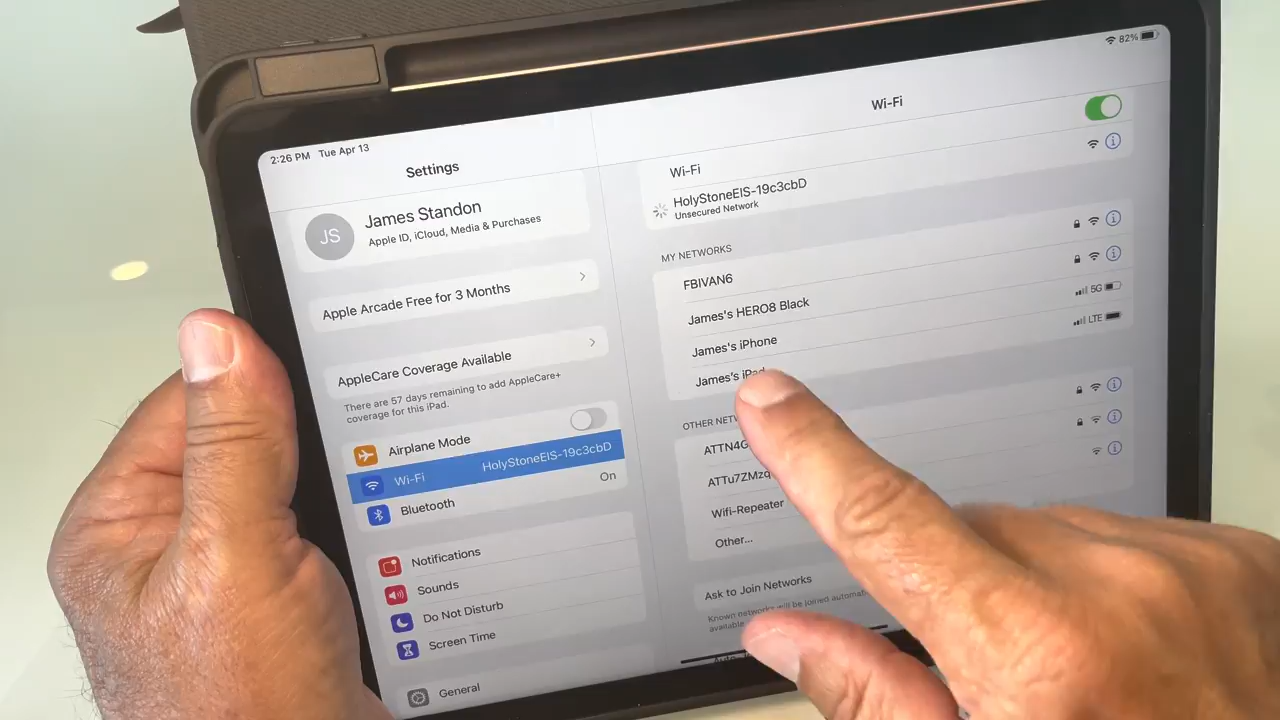 2:26 PM Tue Apr 13
82%
Settings
JS
James Standon
Apple ID, iCloud, Media & Purchases
Apple Arcade Free for 3 Months
AppleCare Coverage Available
There are 57 days remaining to add AppleCare+
coverage for this iPad.
Airplane Mode
Wi-Fi HolyStoneEIS-19c3cbD
Bluetooth On
Notifications
Sounds
Do Not Disturb
Screen Time
General
Wi-Fi
Wi-Fi
HolyStoneEIS-19c3cbD
Unsecured Network
MY NETWORKS
FBIVAN6
James's HERO8 Black
James's iPhone 5G
James's iPad LTE
OTHER
ATTN4G
ATTu7ZMzq
Wifi-Repeater
Other...
Ask to Join Networks
Known networks will be joined
available